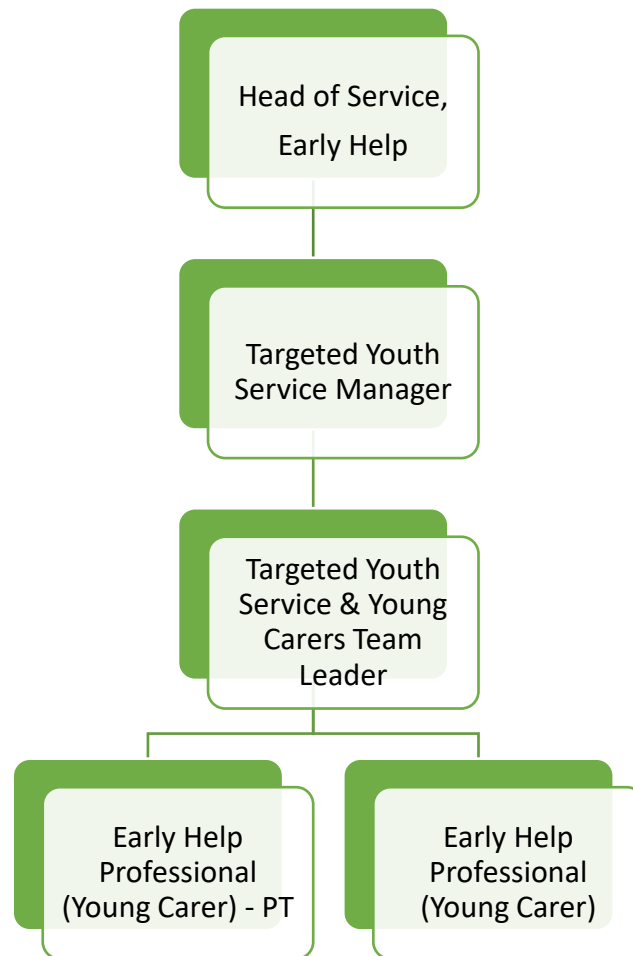 Head of Service,
Early Help
Targeted Youth
Service Manager
Targeted Youth
Service & Young
Carers Team
Leader
Early Help
Professional
(Young Carer) - PT
Early Help
Professional
(Young Carer)